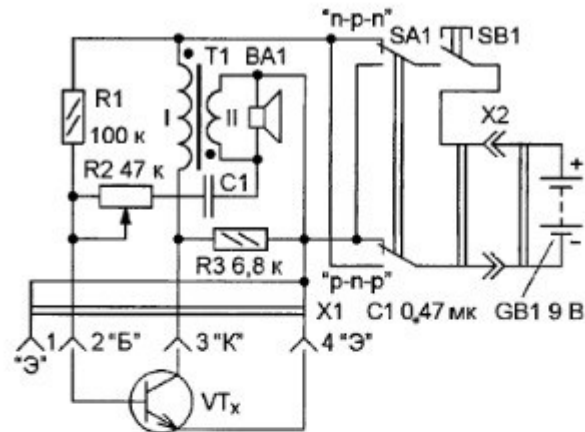 "n-p-n"
T1 BA1 SA1 SB1
R1
100 к
I II
X2
R2 47 к
C1
+
R3 6,8 к
-
"p-n-p"
X1 C1 0,47 мк GB1 9 В
"Э" 1 2 "Б" 3 "К" 4 "Э"
VTx